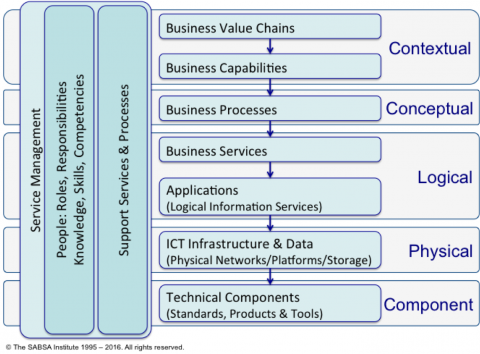 Service Management
People: Roles, Responsibilities
Knowledge, Skills, Competencies
Support Services & Processes
Business Value Chains
Business Capabilities
Contextual
Business Processes
Conceptual
Business Services
Applications
(Logical Information Services)
Logical
ICT Infrastructure & Data
(Physical Networks/Platforms/Storage)
Physical
Technical Components
(Standards, Products & Tools)
Component
© The SABSA Institute 1995 – 2016. All rights reserved.